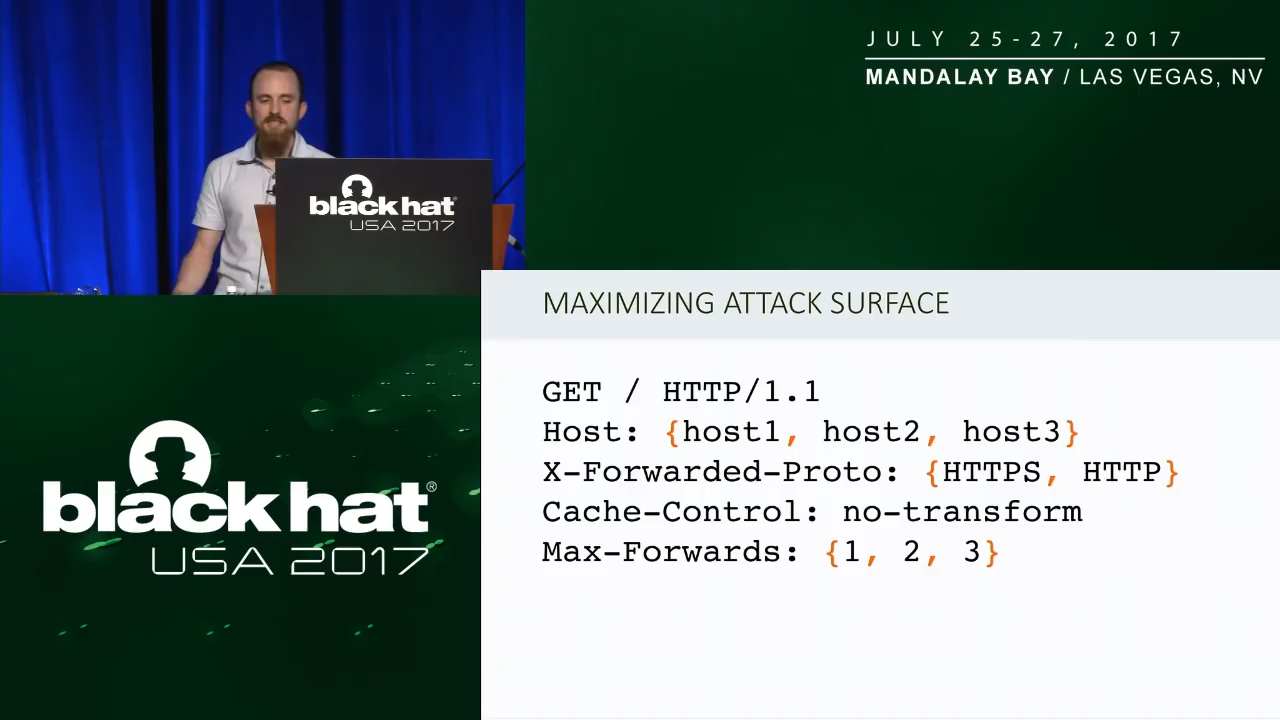 JULY 25-27, 2017
MANDALAY BAY / LAS VEGAS, NV
black hat®
USA 2017
MAXIMIZING ATTACK SURFACE
GET / HTTP/1.1
Host: {host1, host2, host3}
X-Forwarded-Proto: {HTTPS, HTTP}
Cache-Control: no-transform
Max-Forwards: {1, 2, 3}
black hat®
USA 2017